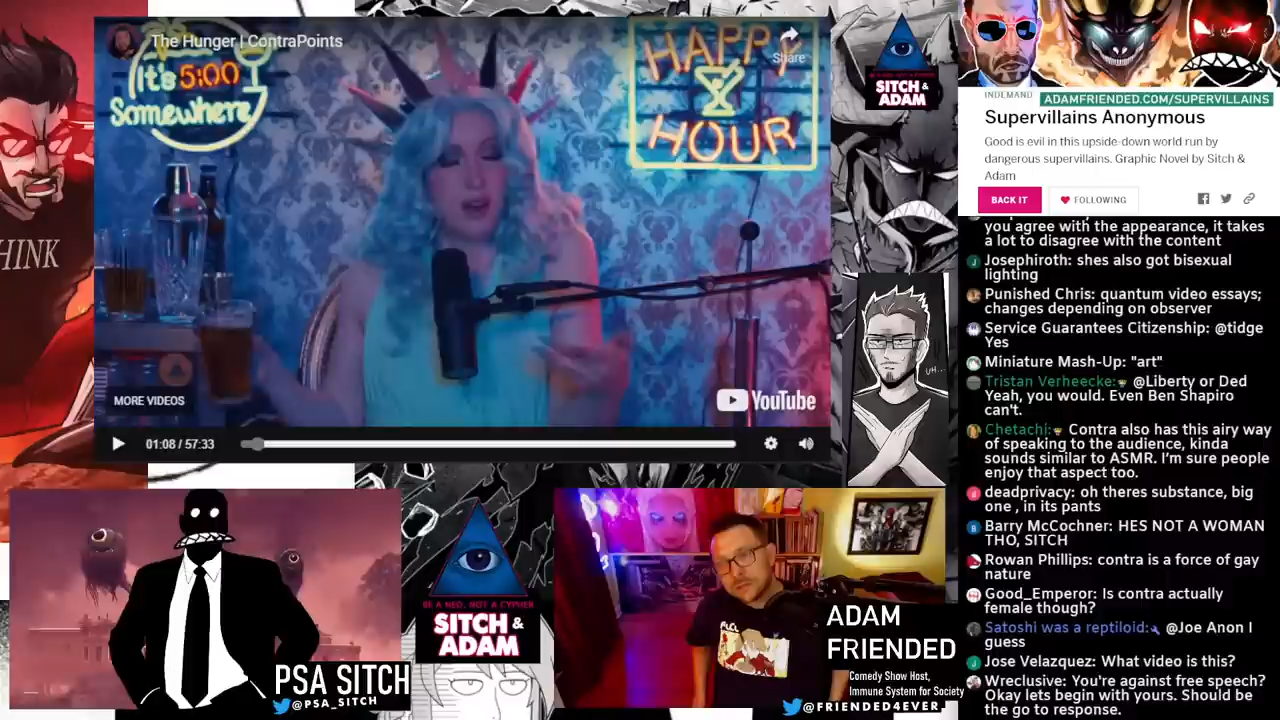 The Hunger | ContraPoints
Share
It's 5:00
Somewhere
HAPPY
HOUR
MORE VIDEOS
YouTube
01:08 / 57:33
HINK
UH...
SITCH &
ADAM
INDEMAND
ADAMFRIENDED.COM/SUPERVILLAINS
Supervillains Anonymous
Good is evil in this upside-down world run by
dangerous supervillains. Graphic Novel by Sitch &
Adam
BACK IT
FOLLOWING
you agree with the appearance, it takes
a lot to disagree with the content
Josephiroth: shes also got bisexual
lighting
Punished Chris: quantum video essays;
changes depending on observer
Service Guarantees Citizenship: @tidge
Yes
Miniature Mash-Up: "art"
Tristan Verheecke: @Liberty or Ded
Yeah, you would. Even Ben Shapiro
can't.
Chetachi: Contra also has this airy way
of speaking to the audience, kinda
sounds similar to ASMR. I'm sure people
enjoy that aspect too.
deadprivacy: oh theres substance, big
one , in its pants
Barry McCochner: HES NOT A WOMAN
THO, SITCH
Rowan Phillips: contra is a force of gay
nature
Good_Emperor: Is contra actually
female though?
Satoshi was a reptiloid: @Joe Anon I
guess
Jose Velazquez: What video is this?
Wreclusive: You're against free speech?
Okay lets begin with yours. Should be
the go to response.
PSA SITCH
@PSA_SITCH
BE A NEO, NOT A CYPHER
SITCH &
ADAM
ADAM
FRIENDED
Comedy Show Host,
Immune System for Society
@FRIENDED4EVER